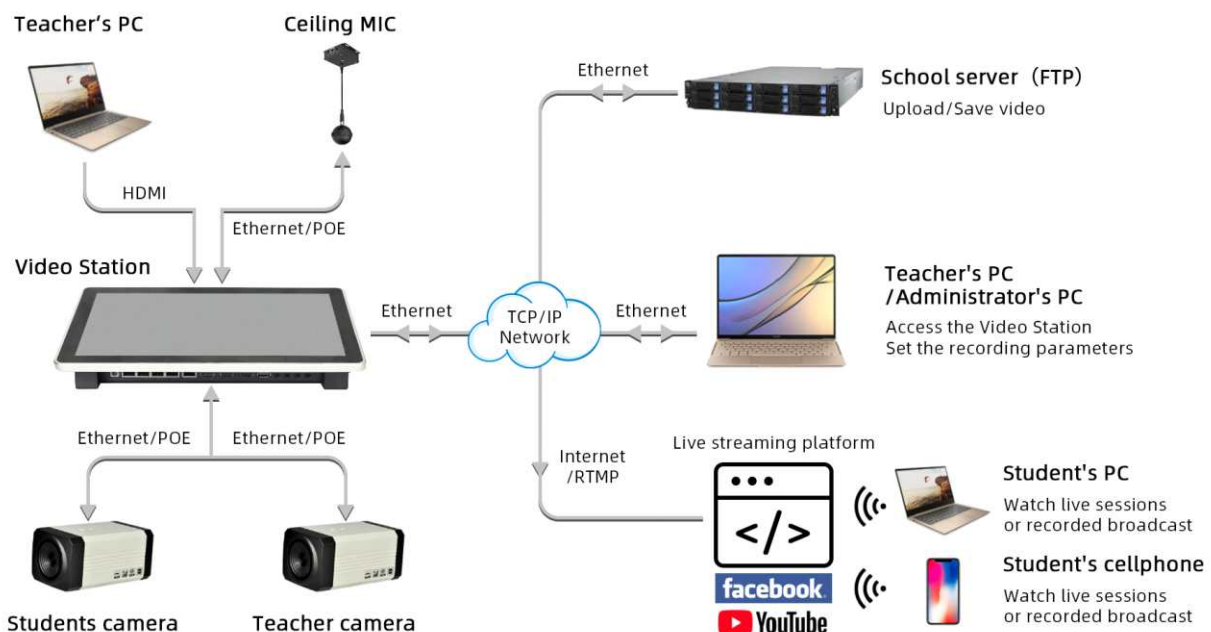 Teacher's PC
Ceiling MIC
Ethernet
School server（FTP）
Upload/Save video
HDMI
Ethernet/POE
Video Station
Ethernet
TCP/IP
Network
Ethernet
Teacher's PC
/Administrator's PC
Access the Video Station
Set the recording parameters
Ethernet/POE
Ethernet/POE
Internet
/RTMP
Live streaming platform
</>
facebook.
YouTube
Student's PC
Watch live sessions
or recorded broadcast
Student's cellphone
Watch live sessions
or recorded broadcast
Students camera
Teacher camera